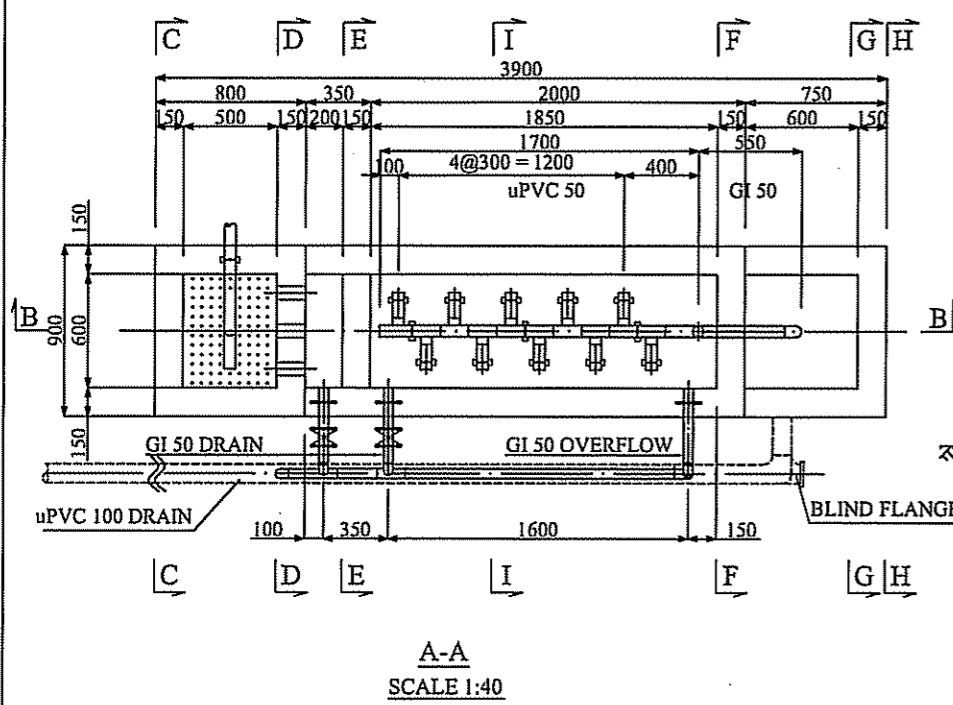 C D E I F G H
3900
800 350 2000 750
150 500 150 200 150 1850 150 600 150
1700 550
100 4@300 = 1200 400
uPVC 50 GI 50
150
B 900 600 B
150
GI 50 DRAIN GI 50 OVERFLOW
uPVC 100 DRAIN BLIND FLANGE
100 350 1600 150
C D E I F G H
A-A
SCALE 1:40